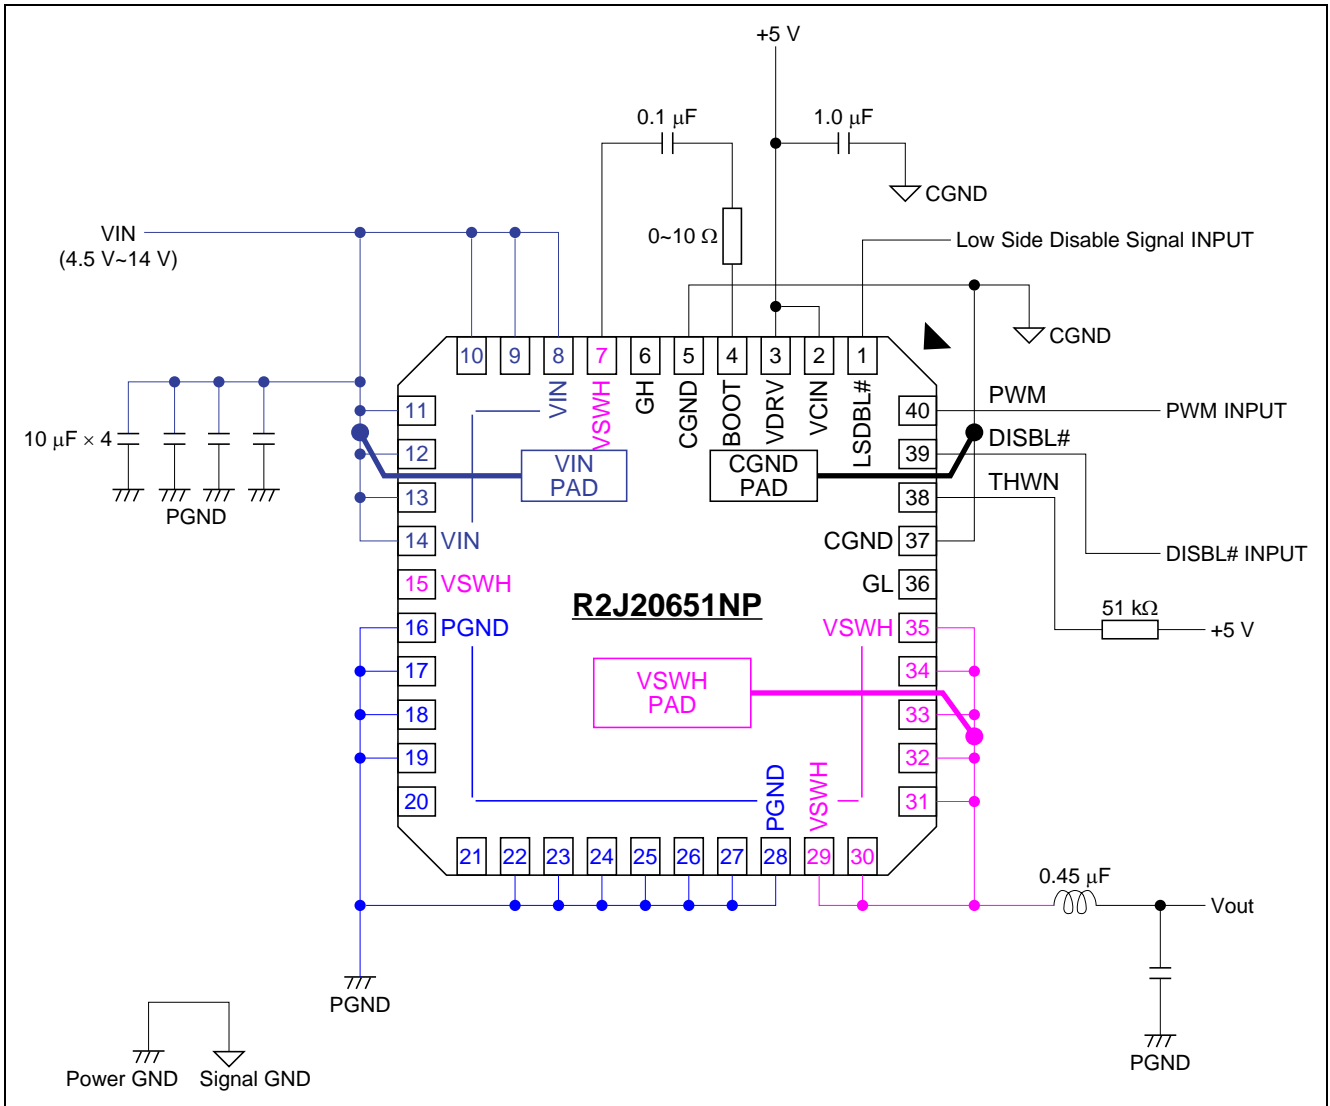 +5 V
0.1 μF
1.0 μF
CGND
VIN
(4.5 V~14 V)
0~10 Ω
Low Side Disable Signal INPUT
CGND
10
9
8
7
6
5
4
3
2
1
VIN
VSWH
GH
CGND
BOOT
VDRV
VCIN
LSDBL#
10 μF × 4
PGND
11
12
13
14 VIN
15 VSWH
16 PGND
17
18
19
20
VIN
PAD
CGND
PAD
40 PWM
PWM INPUT
39 DISBL#
38 THWN
CGND 37
DISBL# INPUT
GL 36
51 kΩ
+5 V
VSWH 35
34
33
32
31
R2J20651NP
VSWH
PAD
PGND
VSWH
21
22
23
24
25
26
27
28
29
30
0.45 μF
Vout
PGND
PGND
Power GND
Signal GND